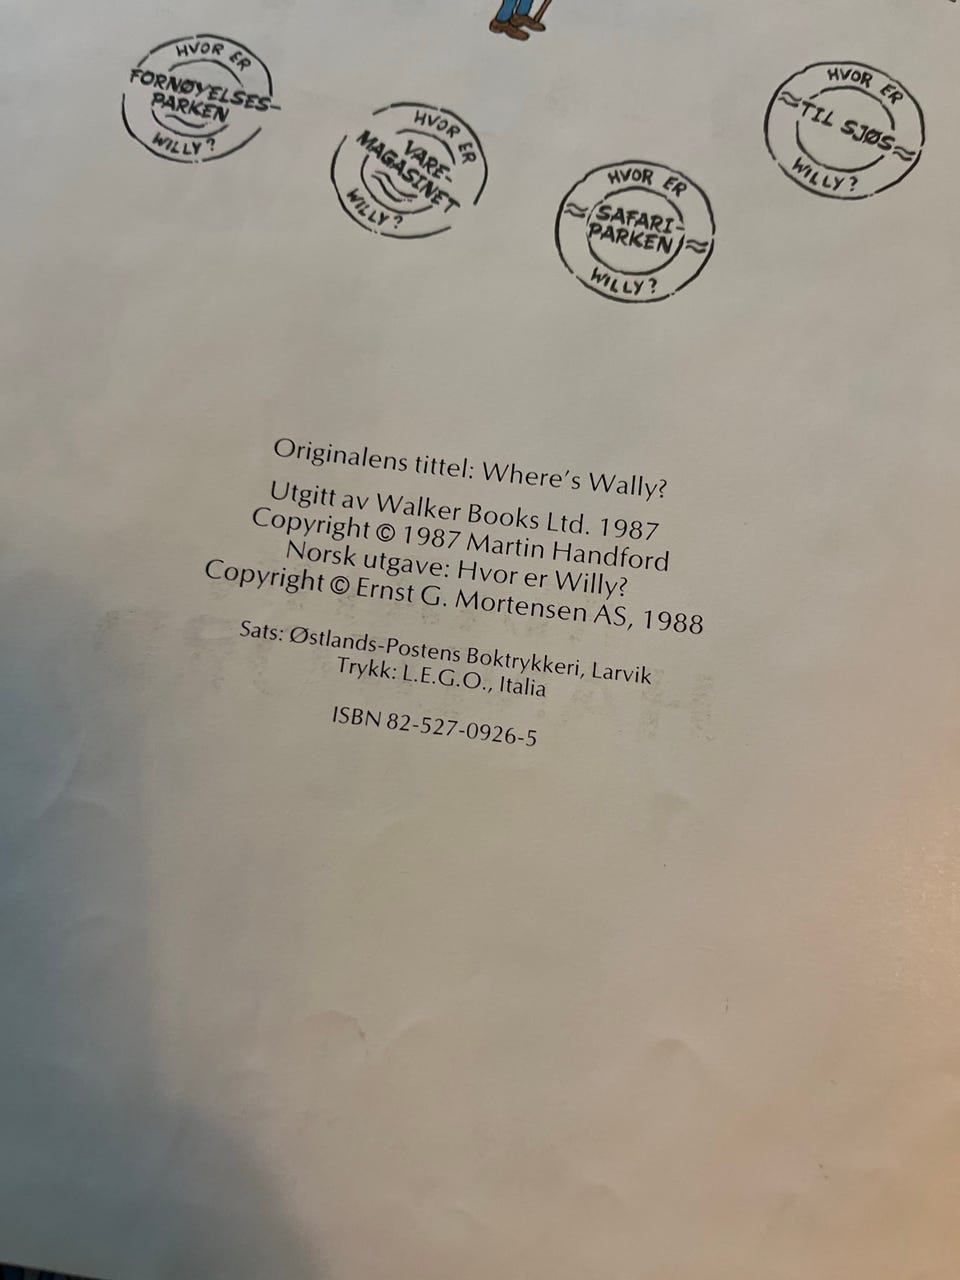 HVOR ER
FORNØYELSES-
PARKEN
WILLY?
HVOR ER
VARE-
MAGASINET
WILLY?
HVOR ER
SAFARI-
PARKEN
WILLY?
HVOR ER
TIL SJØS
WILLY?
Originalens tittel: Where's Wally?
Utgitt av Walker Books Ltd. 1987
Copyright © 1987 Martin Handford
Norsk utgave: Hvor er Willy?
Copyright © Ernst G. Mortensen AS, 1988
Sats: Østlands-Postens Boktrykkeri, Larvik
Trykk: L.E.G.O., Italia
ISBN 82-527-0926-5